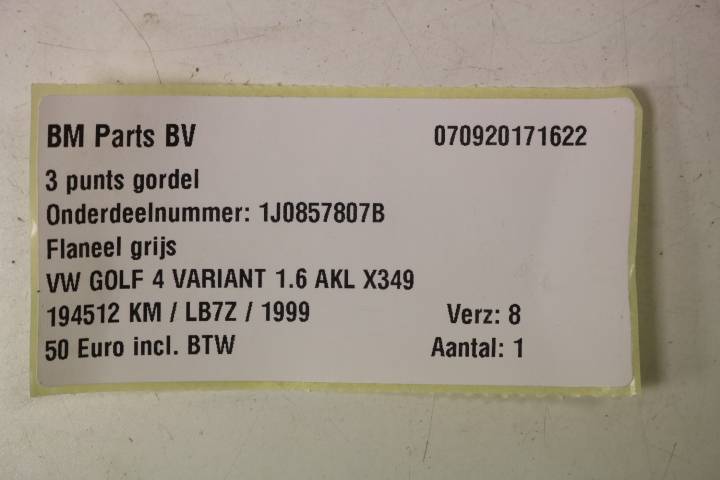 BM Parts BV 070920171622
3 punts gordel
Onderdeelnummer: 1J0857807B
Flaneel grijs
VW GOLF 4 VARIANT 1.6 AKL X349
194512 KM / LB7Z / 1999 Verz: 8
50 Euro incl. BTW Aantal: 1